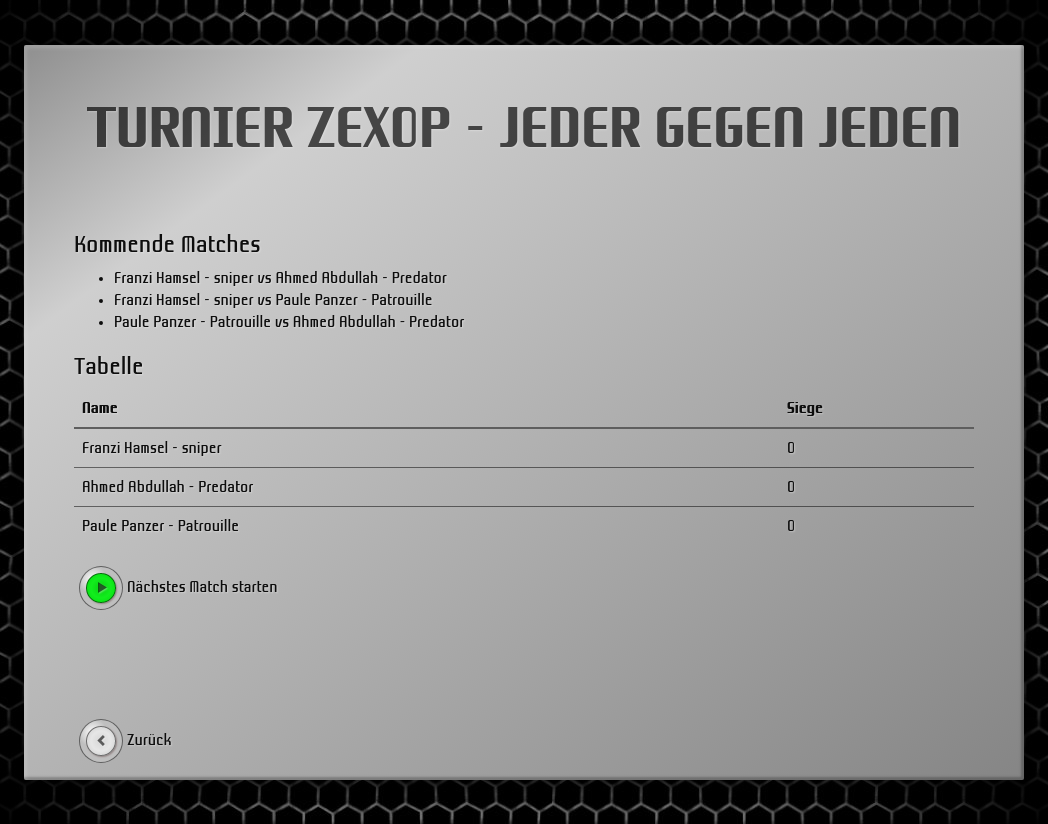 TURNIER ZEXOP - JEDER GEGEN JEDEN
Kommende Matches
• Franzi Hamsel - sniper vs Ahmed Abdullah - Predator
• Franzi Hamsel - sniper vs Paule Panzer - Patrouille
• Paule Panzer - Patrouille vs Ahmed Abdullah - Predator
Tabelle
Name Siege
Franzi Hamsel - sniper 0
Ahmed Abdullah - Predator 0
Paule Panzer - Patrouille 0
Nächstes Match starten
Zurück